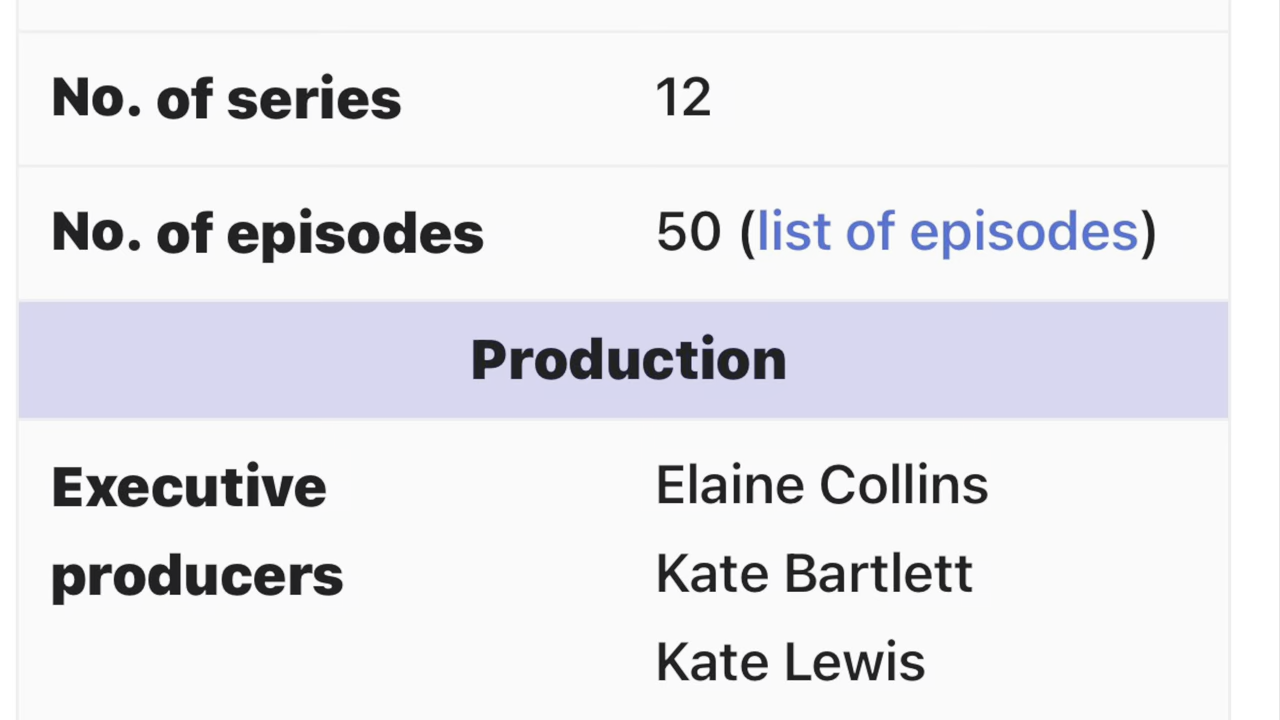 No. of series 12
No. of episodes 50 (list of episodes)
Production
Executive producers
Elaine Collins
Kate Bartlett
Kate Lewis